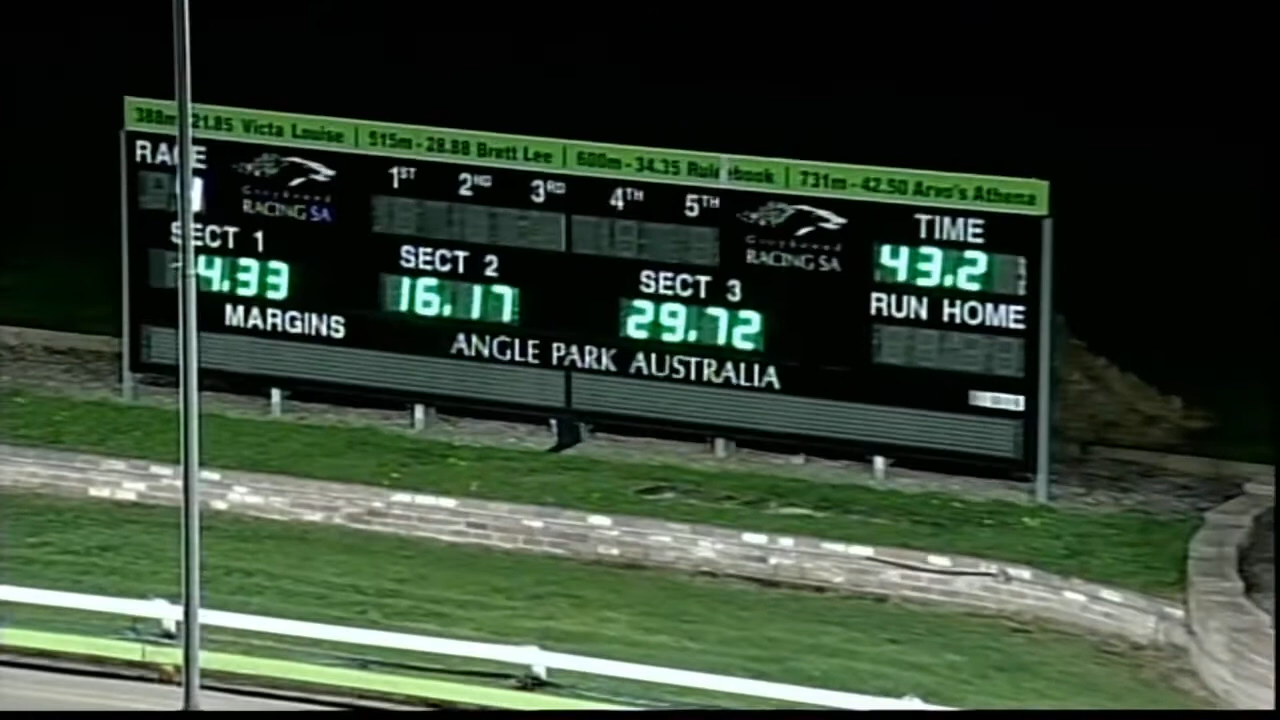 388m 21.85 Victa Louise | 515m - 28.88 Brett Lee | 600m - 34.35 | 731m - 42.50 Arvo's Athena
RACE
Greyhound
RACING SA
1ST 2ND 3RD 4TH 5TH
Greyhound
RACING SA
TIME
43.2
SECT 1
4.33
SECT 2
16.17
SECT 3
29.72
RUN HOME
MARGINS
ANGLE PARK AUSTRALIA